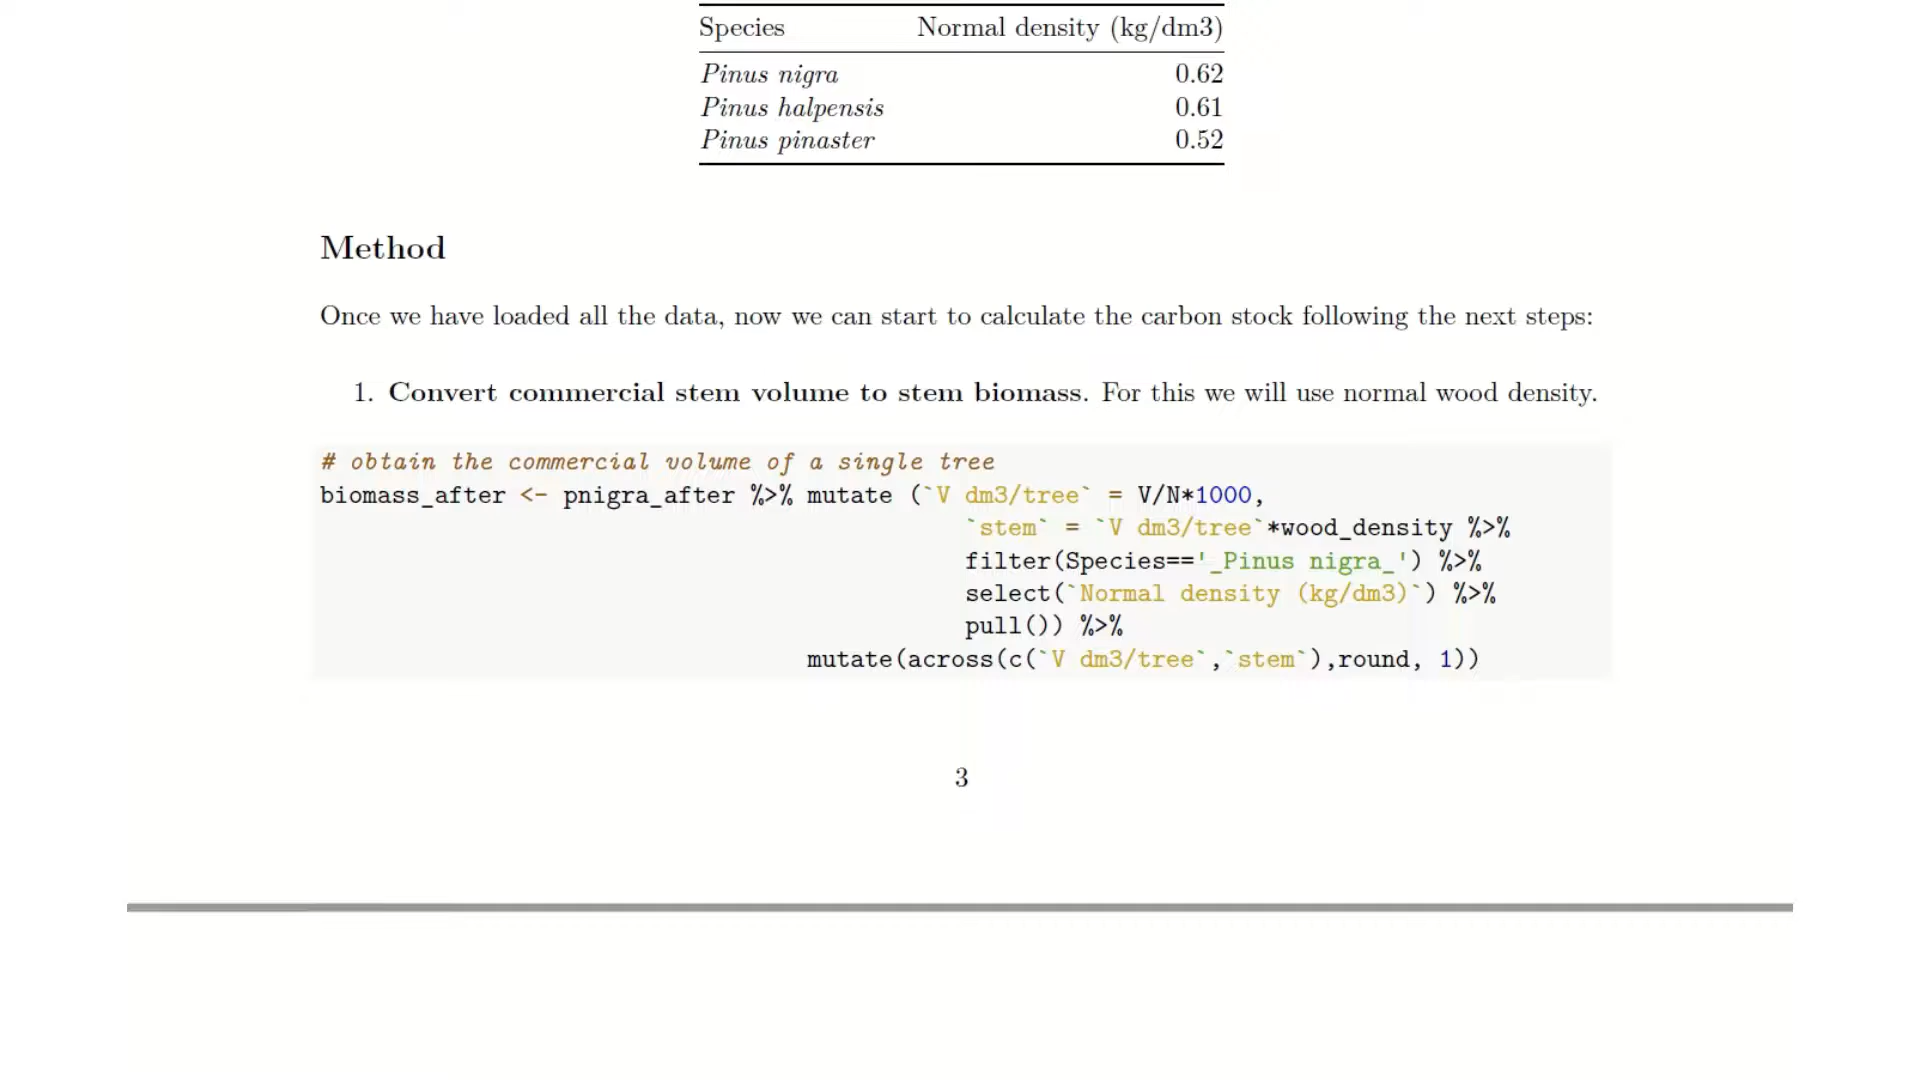 Species Normal density (kg/dm3)
Pinus nigra 0.62
Pinus halpensis 0.61
Pinus pinaster 0.52
Method
Once we have loaded all the data, now we can start to calculate the carbon stock following the next steps:
1. Convert commercial stem volume to stem biomass. For this we will use normal wood density.
# obtain the commercial volume of a single tree
biomass_after <- pnigra_after %>% mutate (`V dm3/tree` = V/N*1000,
`stem` = `V dm3/tree`*wood_density %>%
filter(Species=='_Pinus nigra_') %>%
select(`Normal density (kg/dm3)`) %>%
pull()) %>%
mutate(across(c(`V dm3/tree`,`stem`),round, 1))
3